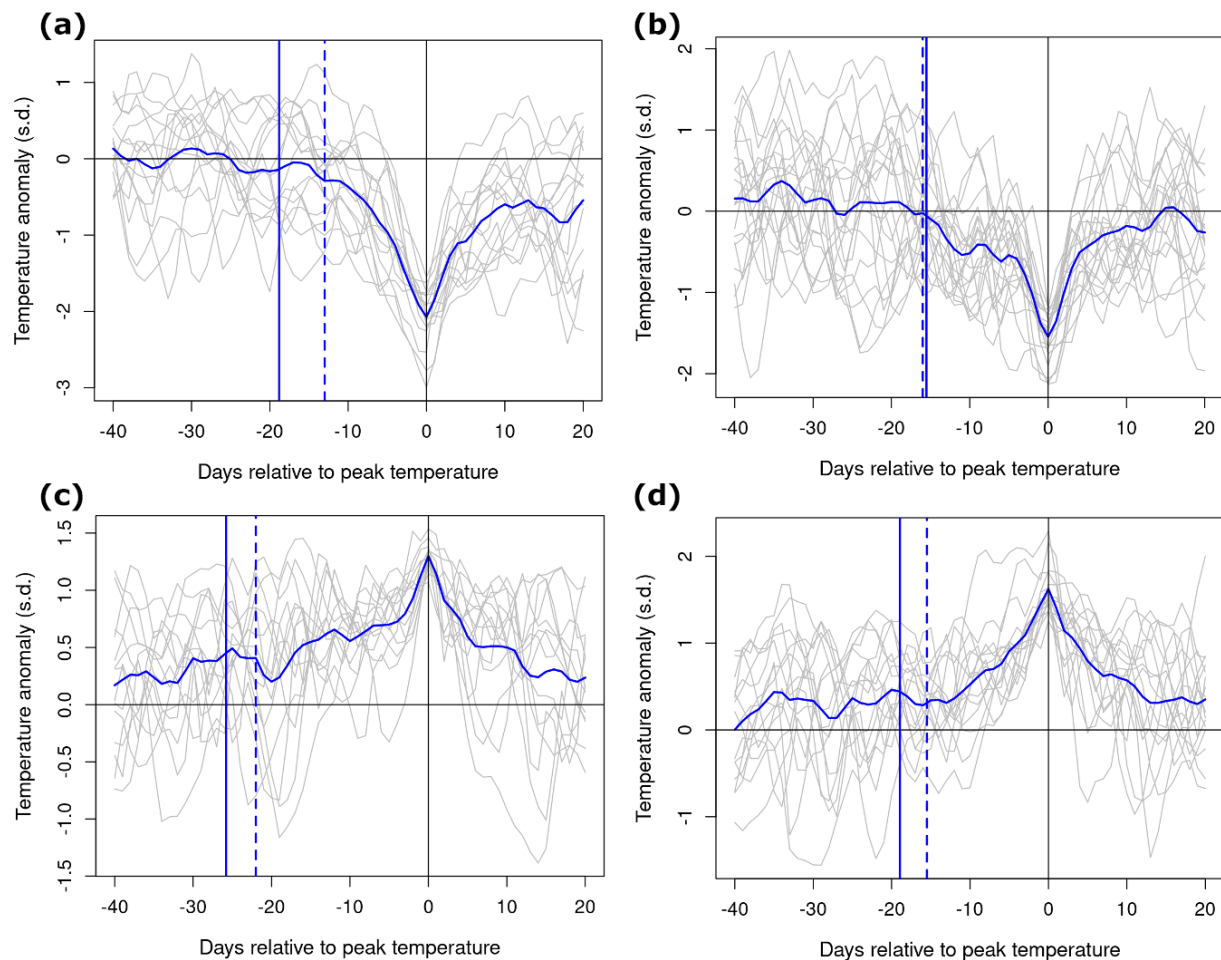 (a)
Temperature anomaly (s.d.)
1
0
-1
-2
-3
-40 -30 -20 -10 0 10 20
Days relative to peak temperature
(b)
Temperature anomaly (s.d.)
2
1
0
-1
-2
-40 -30 -20 -10 0 10 20
Days relative to peak temperature
(c)
Temperature anomaly (s.d.)
1.5
1.0
0.5
0.0
-0.5
-1.0
-1.5
-40 -30 -20 -10 0 10 20
Days relative to peak temperature
(d)
Temperature anomaly (s.d.)
2
1
0
-1
-40 -30 -20 -10 0 10 20
Days relative to peak temperature